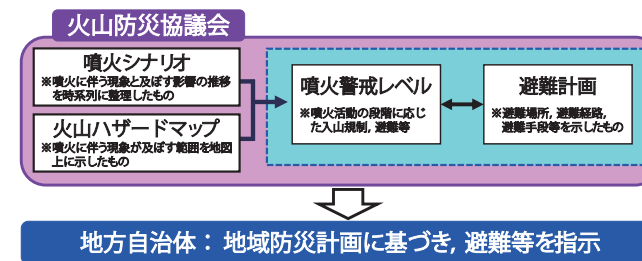 火山防災協議会
噴火シナリオ
※噴火に伴う現象と及ぼす影響の推移
を時系列に整理したもの
火山ハザードマップ
※噴火に伴う現象が及ぼす範囲を地図
上に示したもの
噴火警戒レベル
※噴火活動の段階に応じ
た入山規制, 避難等
避難計画
※避難場所, 避難経路,
避難手段等を示したもの
地方自治体： 地域防災計画に基づき, 避難等を指示